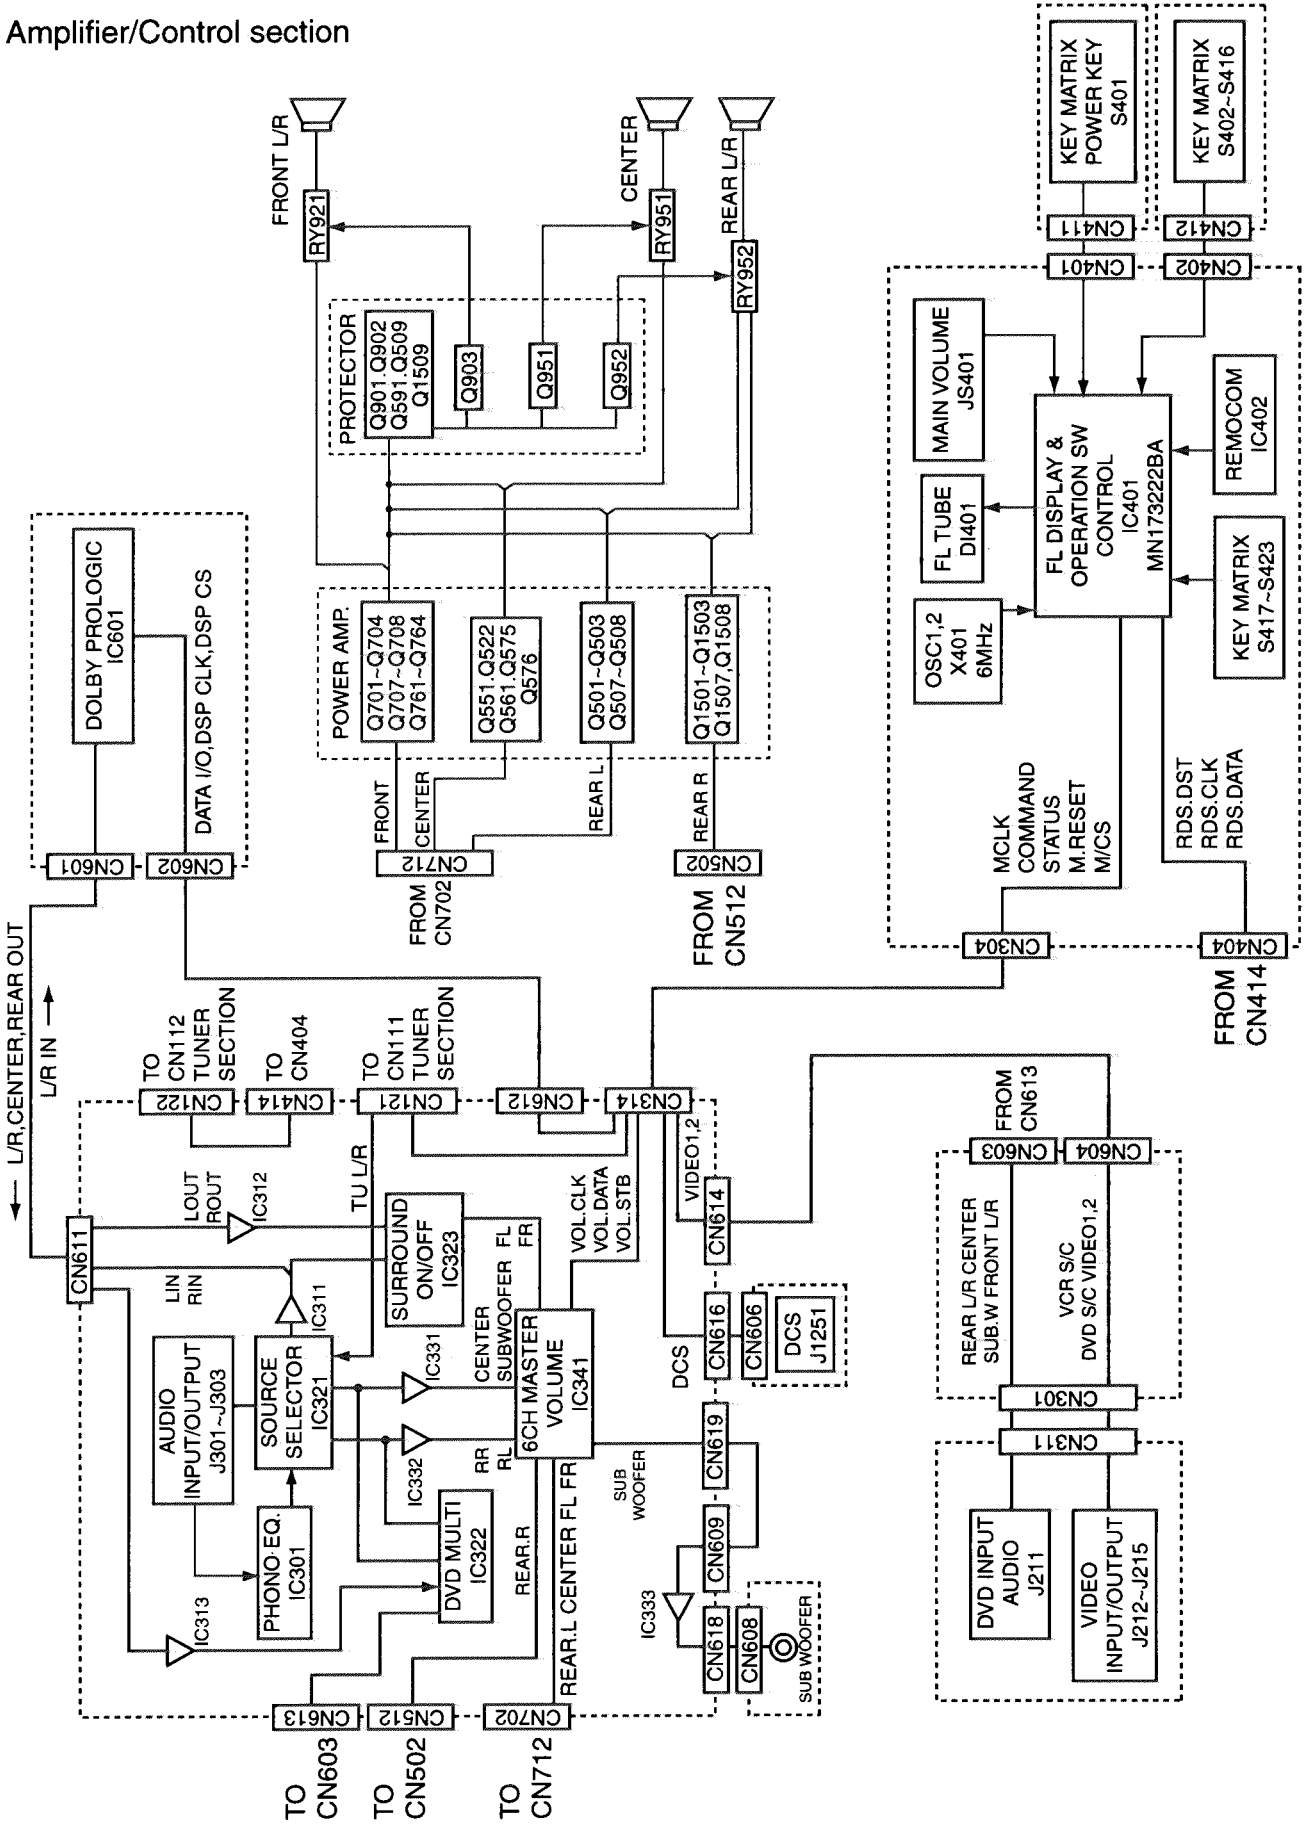 Amplifier/Control section
L/R,CENTER,REAR OUT
L/R IN
DOLBY PROLOGIC
IC601
DATA I/O,DSP CLK,DSP CS
CN601
CN602
FRONT L/R
CENTER
REAR L/R
RY921
RY951
RY952
PROTECTOR
Q901.Q902
Q591.Q509
Q1509
Q903
Q951
Q952
POWER AMP.
Q701~Q704
Q707~Q708
Q761~Q764
Q551.Q522
Q561.Q575
Q576
Q501~Q503
Q507~Q508
Q1501~Q1503
Q1507,Q1508
FRONT
CENTER
REAR L
REAR R
CN712
CN502
FROM
CN702
FROM
CN512
KEY MATRIX
POWER KEY
S401
KEY MATRIX
S402~S416
CN411
CN412
CN401
CN402
MAIN VOLUME
JS401
FL TUBE
DI401
OSC1,2
X401
6MHz
FL DISPLAY &
OPERATION SW
CONTROL
IC401
MN173222BA
REMOCOM
IC402
KEY MATRIX
S417~S423
MCLK
COMMAND
STATUS
M.RESET
M/CS
RDS.DST
RDS.CLK
RDS.DATA
CN304
CN404
FROM
CN414
TO
CN112
TUNER
SECTION
TO
CN404
TO
CN111
TUNER
SECTION
CN122
CN414
CN121
CN612
CN314
CN611
LOUT
ROUT
IC312
TU L/R
LIN
RIN
IC311
SURROUND
ON/OFF
IC323
FL
FR
VOL.CLK
VOL.DATA
VOL.STB
VIDEO1,2
CN614
AUDIO
INPUT/OUTPUT
J301~J303
SOURCE
SELECTOR
IC321
IC331
CENTER
SUBWOOFER
6CH MASTER
VOLUME
IC341
IC332
RR
RL
PHONO EQ.
IC301
DVD MULTI
IC322
IC313
REAR.R
REAR.L CENTER FL FR
SUB
WOOFER
DCS
CN616
CN606
DCS
J1251
CN619
CN609
IC333
CN618
CN608
SUB WOOFER
CN613
CN512
CN702
TO
CN603
TO
CN502
TO
CN712
FROM
CN613
CN603
CN604
REAR L/R CENTER
SUB.W FRONT L/R
VCR S/C
DVD S/C VIDEO1,2
CN301
CN311
DVD INPUT
AUDIO
J211
VIDEO
INPUT/OUTPUT
J212~J215